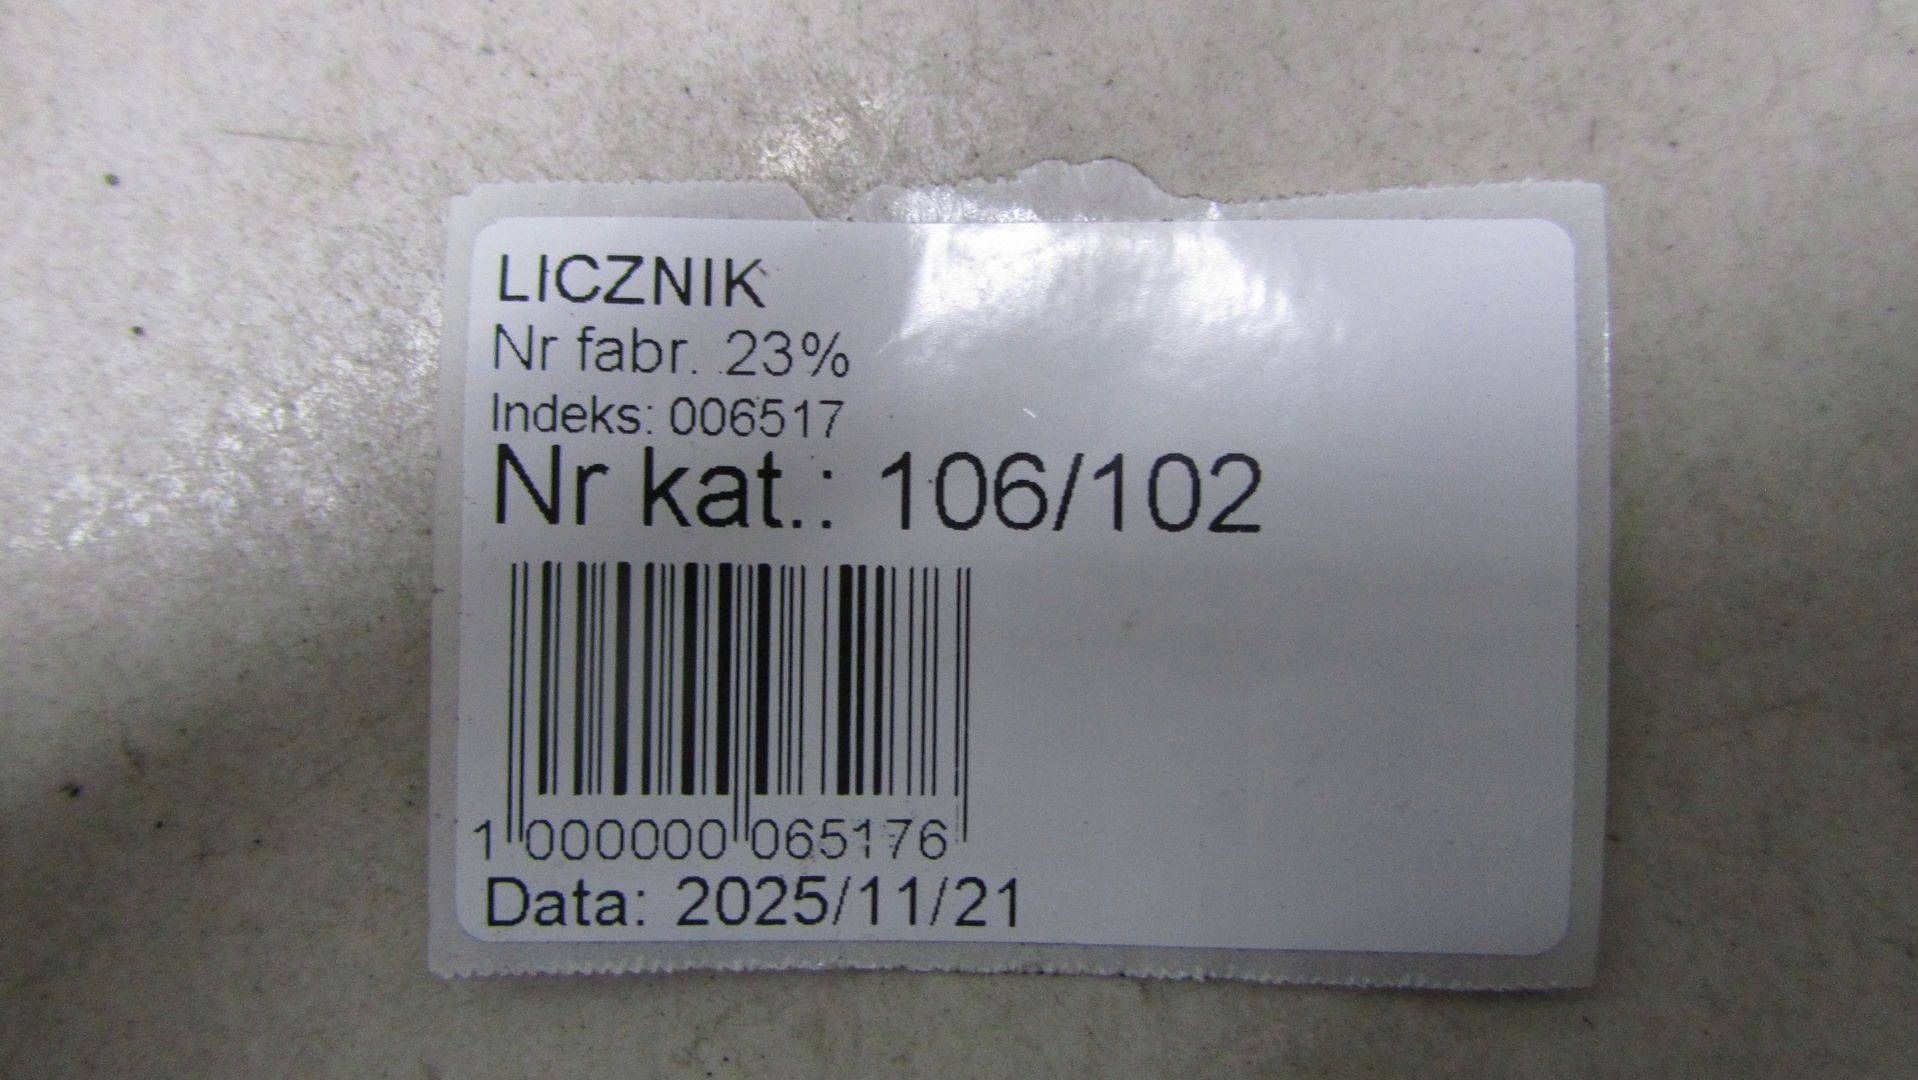 LICZNIK
Nr fabr. 23%
Indeks: 006517
Nr kat.: 106/102
1 000000 065176
Data: 2025/11/21